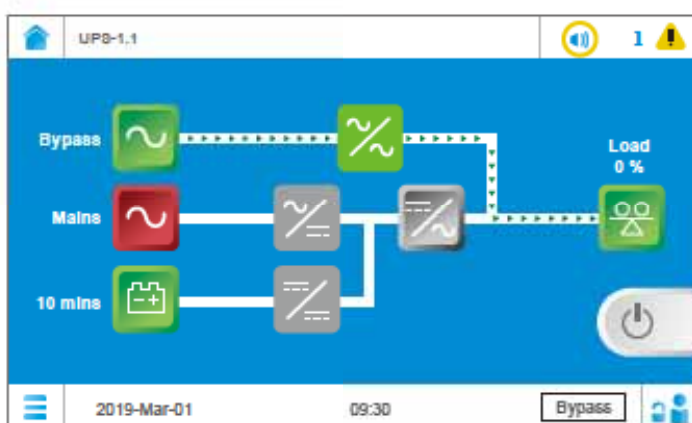 UPS-1.1
1
Bypass
Load
0 %
Mains
10 mins
2019-Mar-01
09:30
Bypass